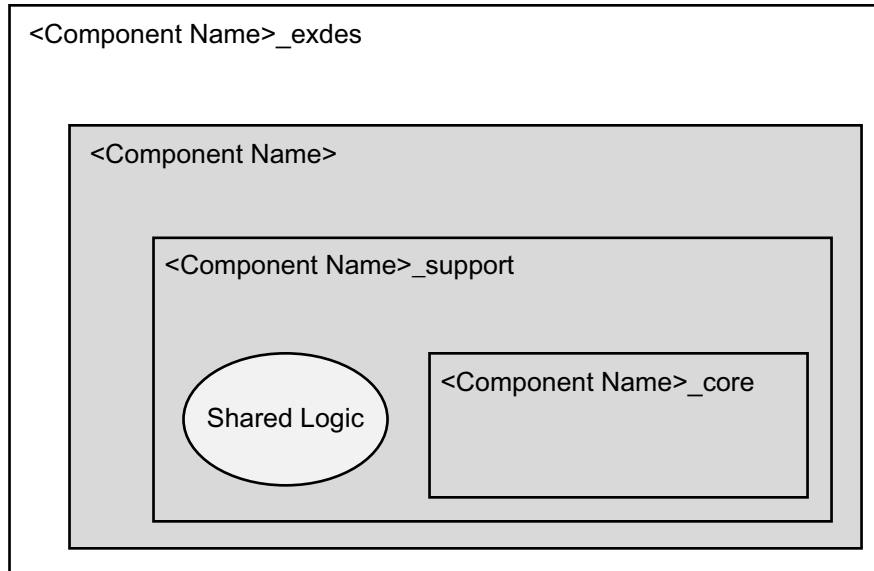 <Component Name>_exdes
<Component Name>
<Component Name>_support
<Component Name>_core
Shared Logic